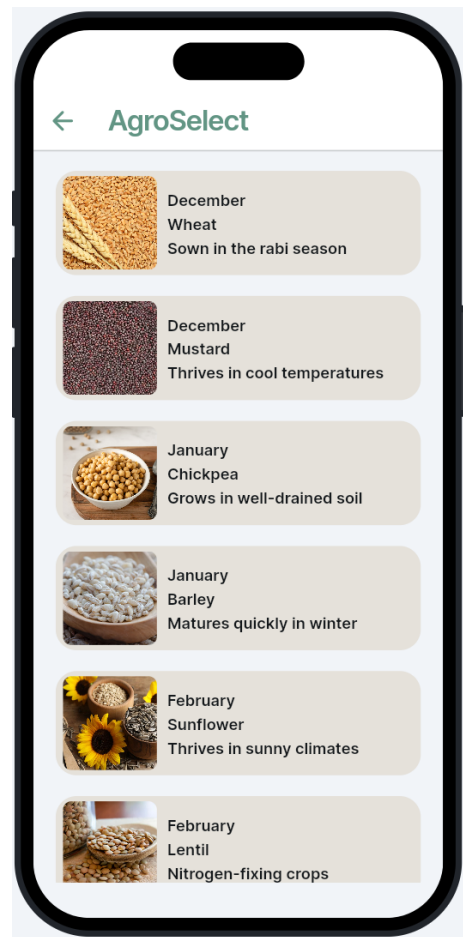 AgroSelect
December
Wheat
Sown in the rabi season
December
Mustard
Thrives in cool temperatures
January
Chickpea
Grows in well-drained soil
January
Barley
Matures quickly in winter
February
Sunflower
Thrives in sunny climates
February
Lentil
Nitrogen-fixing crops